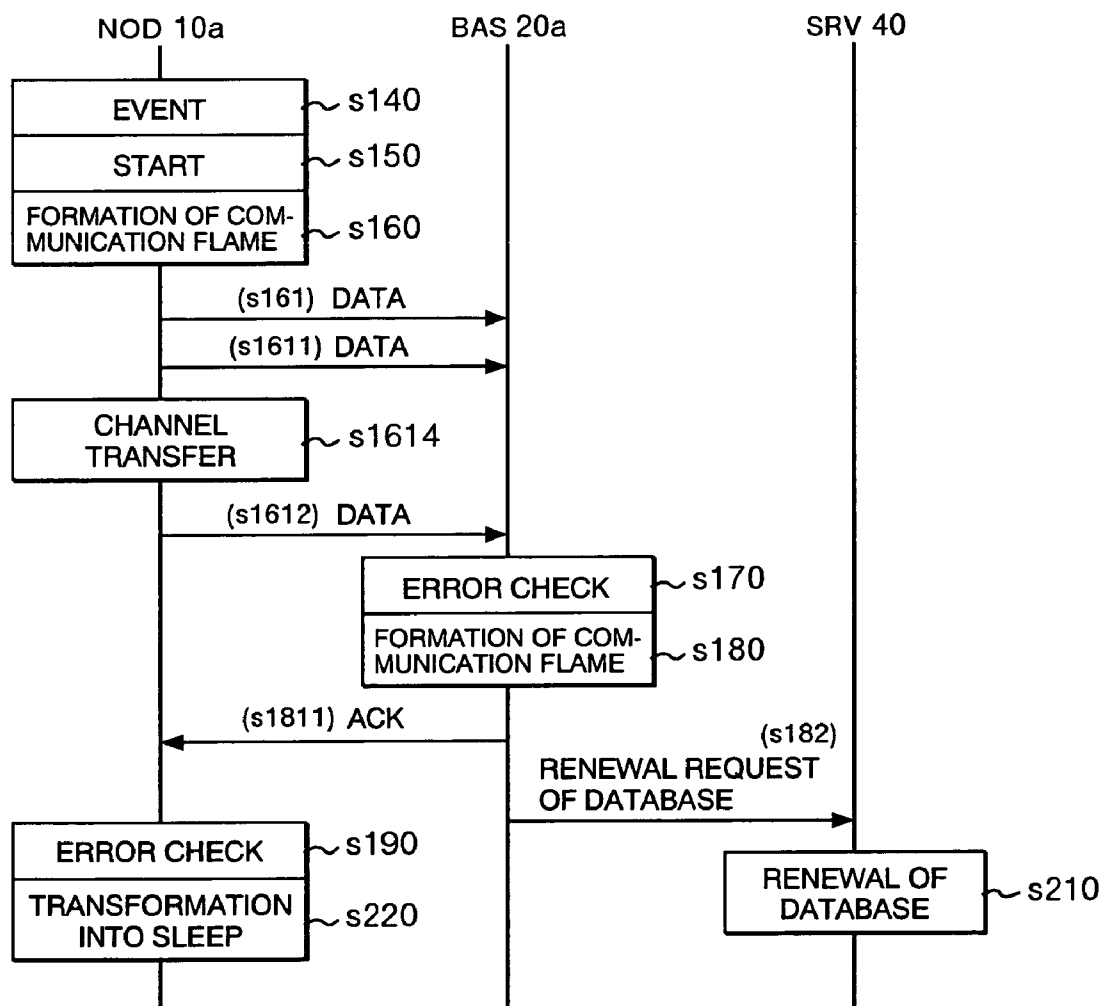 NOD 10a
BAS 20a
SRV 40
EVENT
s140
START
s150
FORMATION OF COM-
MUNICATION FLAME
s160
(s161) DATA
(s1611) DATA
CHANNEL
TRANSFER
s1614
(s1612) DATA
ERROR CHECK
s170
FORMATION OF COM-
MUNICATION FLAME
s180
(s1811) ACK
(s182)
RENEWAL REQUEST
OF DATABASE
ERROR CHECK
s190
TRANSFORMATION
INTO SLEEP
s220
RENEWAL OF
DATABASE
s210